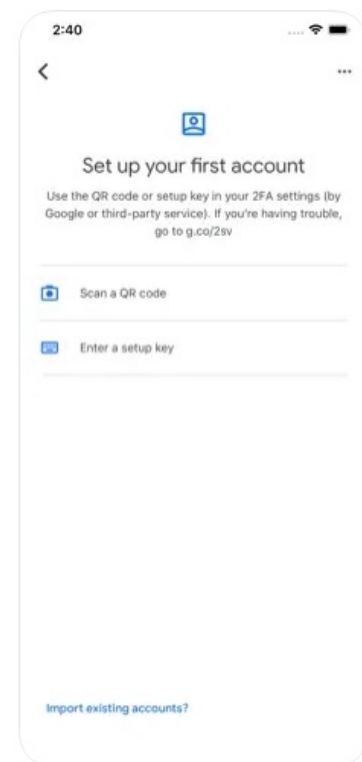 2:40
Set up your first account
Use the QR code or setup key in your 2FA settings (by
Google or third-party service). If you're having trouble,
go to g.co/2sv
Scan a QR code
Enter a setup key
Import existing accounts?